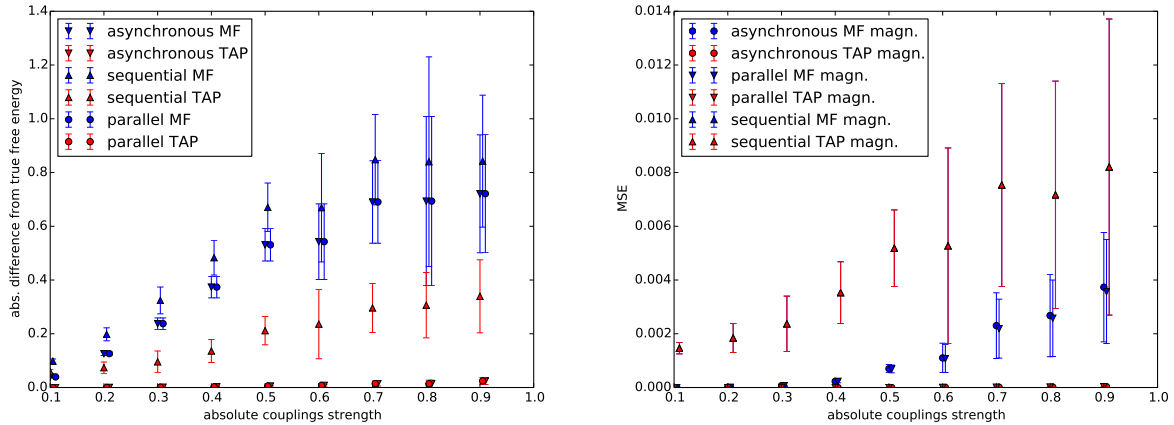 1.4
1.2
1.0
0.8
0.6
0.4
0.2
0.0
abs. difference from true free energy
asynchronous MF
asynchronous TAP
sequential MF
sequential TAP
parallel MF
parallel TAP
0.1 0.2 0.3 0.4 0.5 0.6 0.7 0.8 0.9 1.0
absolute couplings strength
0.014
0.012
0.010
0.008
0.006
0.004
0.002
0.000
MSE
asynchronous MF magn.
asynchronous TAP magn.
parallel MF magn.
parallel TAP magn.
sequential MF magn.
sequential TAP magn.
0.1 0.2 0.3 0.4 0.5 0.6 0.7 0.8 0.9 1.0
absolute couplings strength